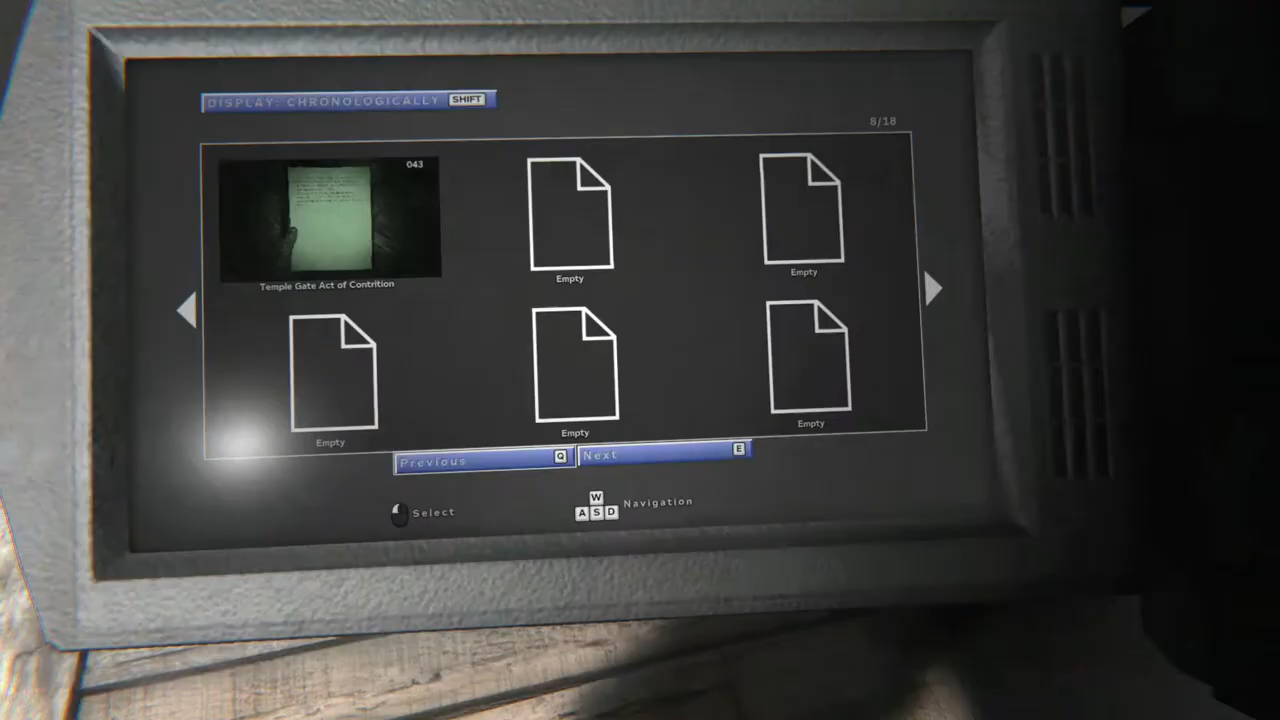 DISPLAY: CHRONOLOGICALLY SHIFT
8/18
043
Temple Gate Act of Contrition
Empty
Empty
Empty
Empty
Empty
Previous Q
Next E
Select
W
A S D
Navigation